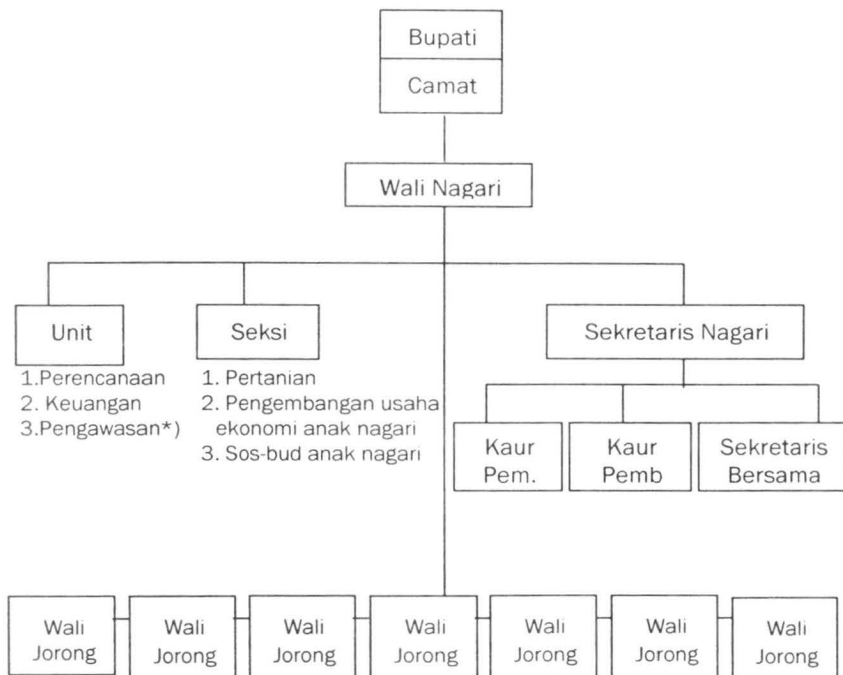 Bupati
Camat
Wali Nagari
Unit
1.Perencanaan
2. Keuangan
3.Pengawasan*)
Seksi
1. Pertanian
2. Pengembangan usaha
ekonomi anak nagari
3. Sos-bud anak nagari
Sekretaris Nagari
Kaur
Pem.
Kaur
Pemb
Sekretaris
Bersama
Wali
Jorong
Wali
Jorong
Wali
Jorong
Wali
Jorong
Wali
Jorong
Wali
Jorong
Wali
Jorong